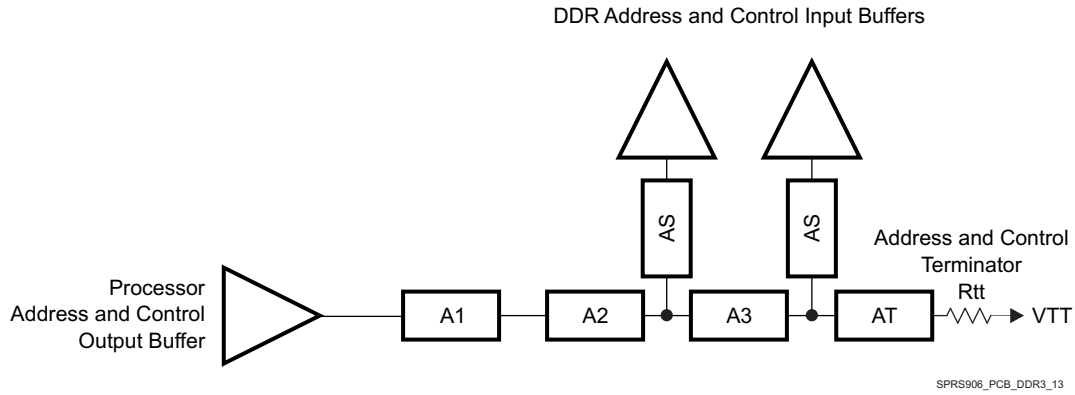 DDR Address and Control Input Buffers
AS
AS
Processor
Address and Control
Output Buffer
A1
A2
A3
AT
Address and Control
Terminator
Rtt
VTT
SPRS906_PCB_DDR3_13